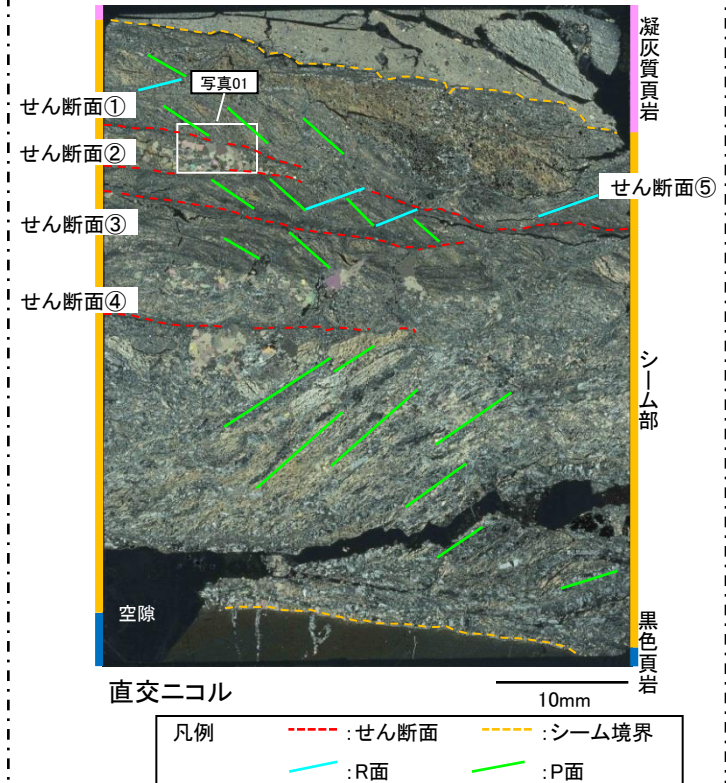 凝灰質頁岩
写真01
せん断面①
せん断面②
せん断面⑤
せん断面③
せん断面④
シーム部
空隙
黒色頁岩
直交ニコル
10mm
凡例
:せん断面
:シーム境界
:R面
:P面